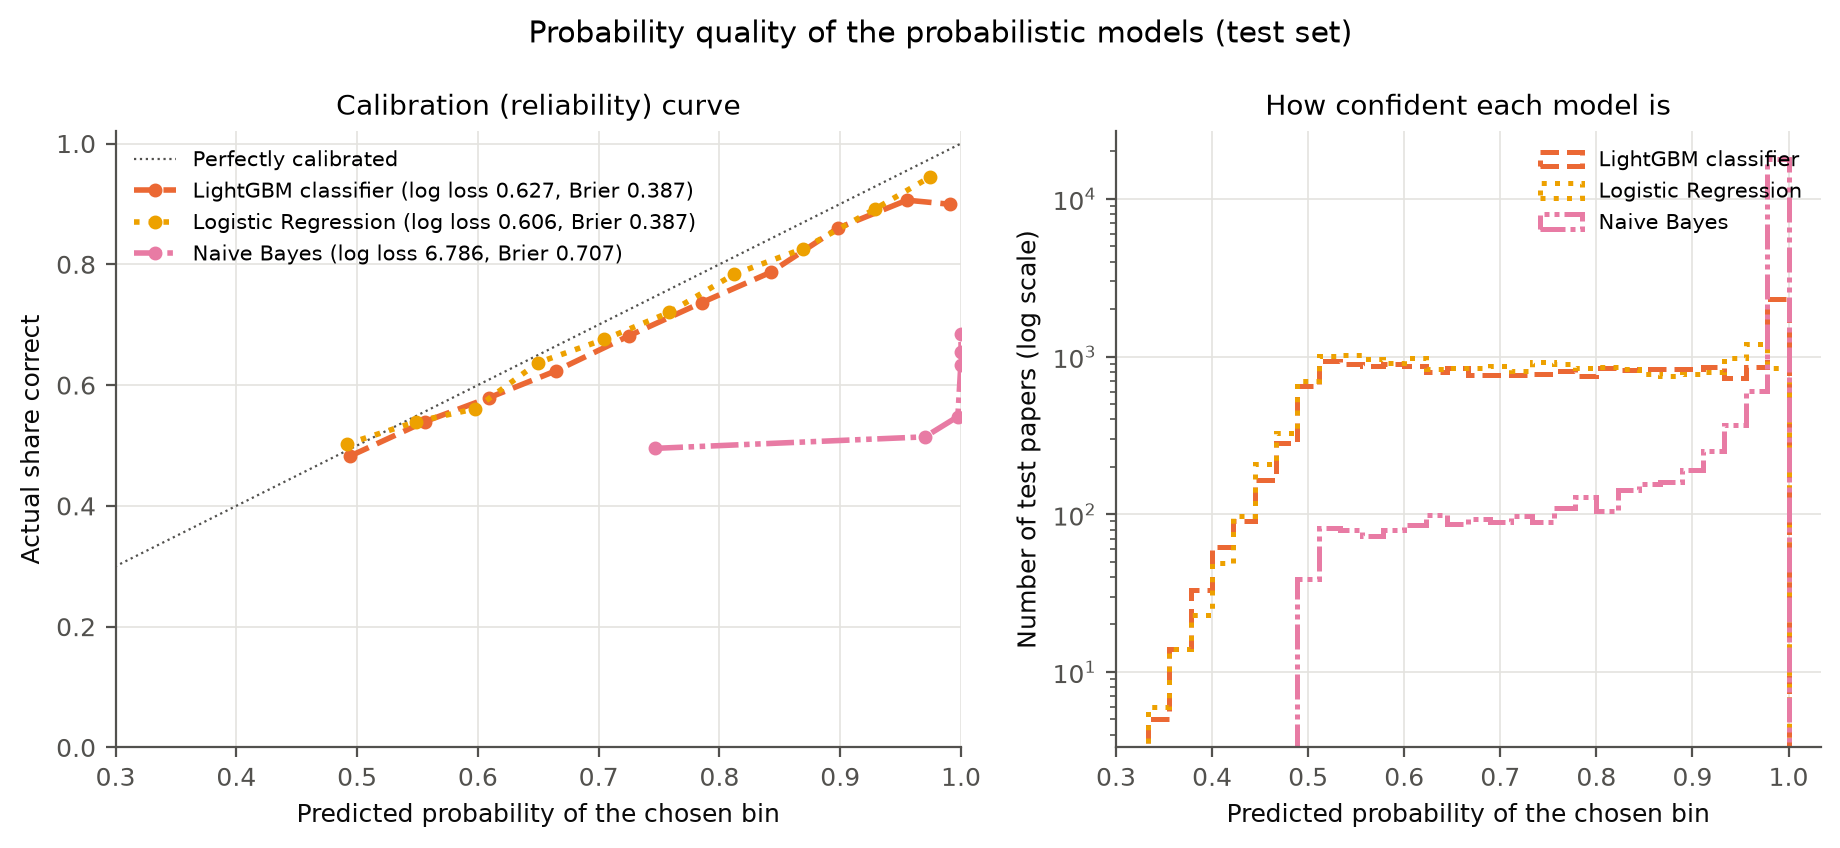 Probability quality of the probabilistic models (test set)
Calibration (reliability) curve
Perfectly calibrated
LightGBM classifier (log loss 0.627, Brier 0.387)
Logistic Regression (log loss 0.606, Brier 0.387)
Naive Bayes (log loss 6.786, Brier 0.707)
Actual share correct
1.0
0.8
0.6
0.4
0.2
0.0
0.3 0.4 0.5 0.6 0.7 0.8 0.9 1.0
Predicted probability of the chosen bin
How confident each model is
LightGBM classifier
Logistic Regression
Naive Bayes
Number of test papers (log scale)
10⁴
10³
10²
10¹
0.3 0.4 0.5 0.6 0.7 0.8 0.9 1.0
Predicted probability of the chosen bin